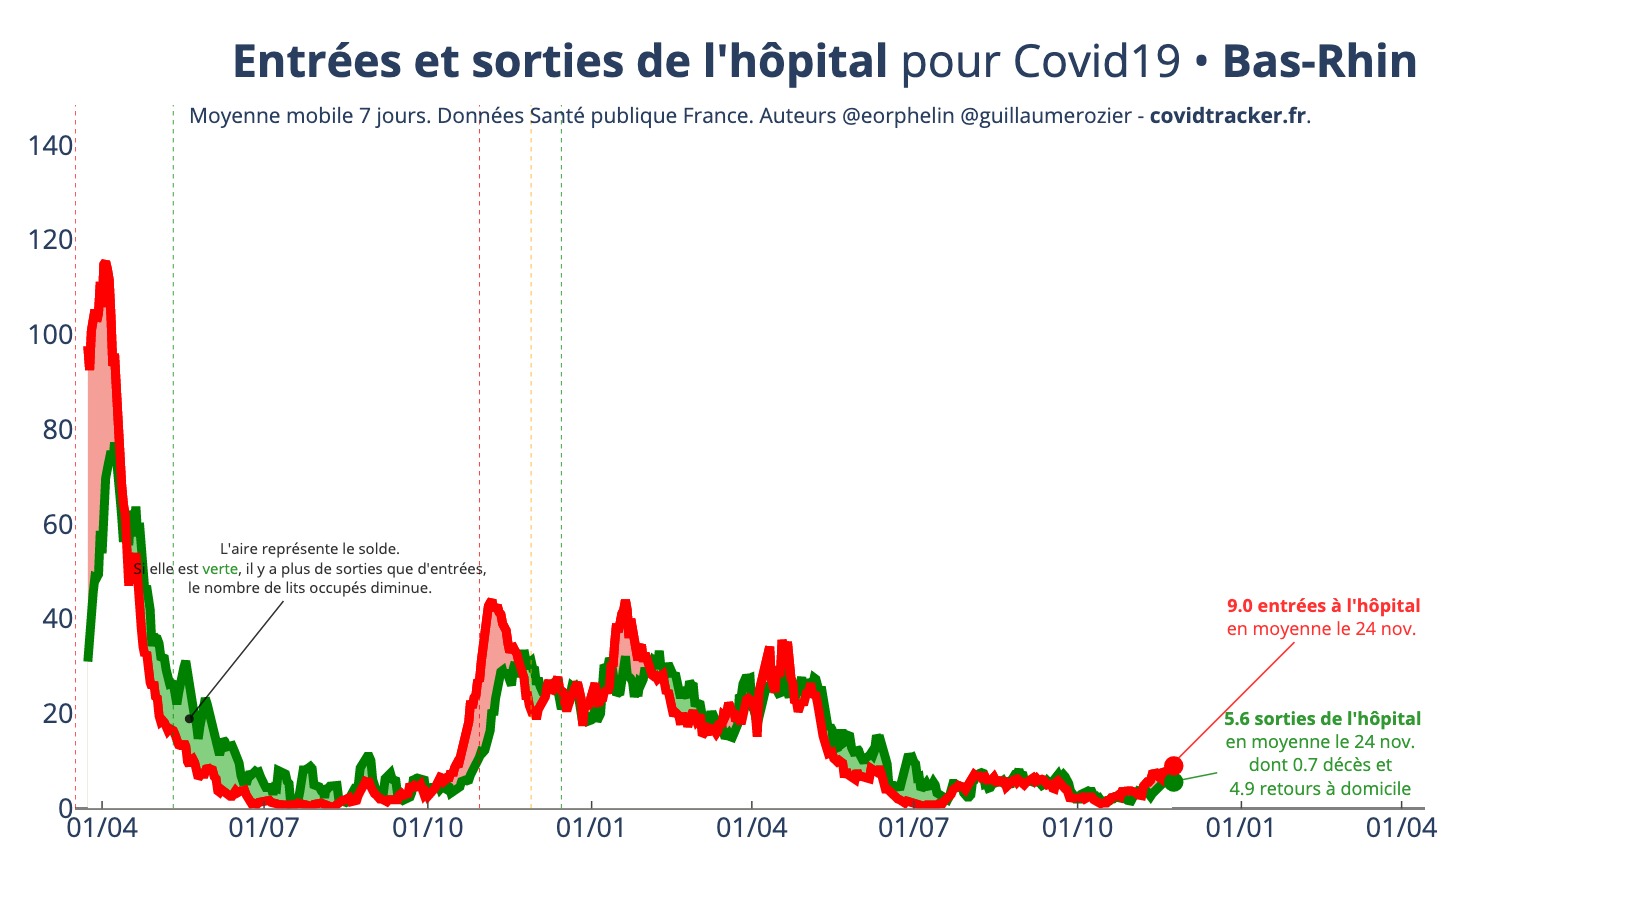 Entrées et sorties de l'hôpital pour Covid19 • Bas-Rhin
Moyenne mobile 7 jours. Données Santé publique France. Auteurs @eorphelin @guillaumerozier - covidtracker.fr.
140
120
100
80
60
40
20
0
L'aire représente le solde.
Si elle est verte, il y a plus de sorties que d'entrées,
le nombre de lits occupés diminue.
9.0 entrées à l'hôpital
en moyenne le 24 nov.
5.6 sorties de l'hôpital
en moyenne le 24 nov.
dont 0.7 décès et
4.9 retours à domicile
01/04 01/07 01/10 01/01 01/04 01/07 01/10 01/01 01/04